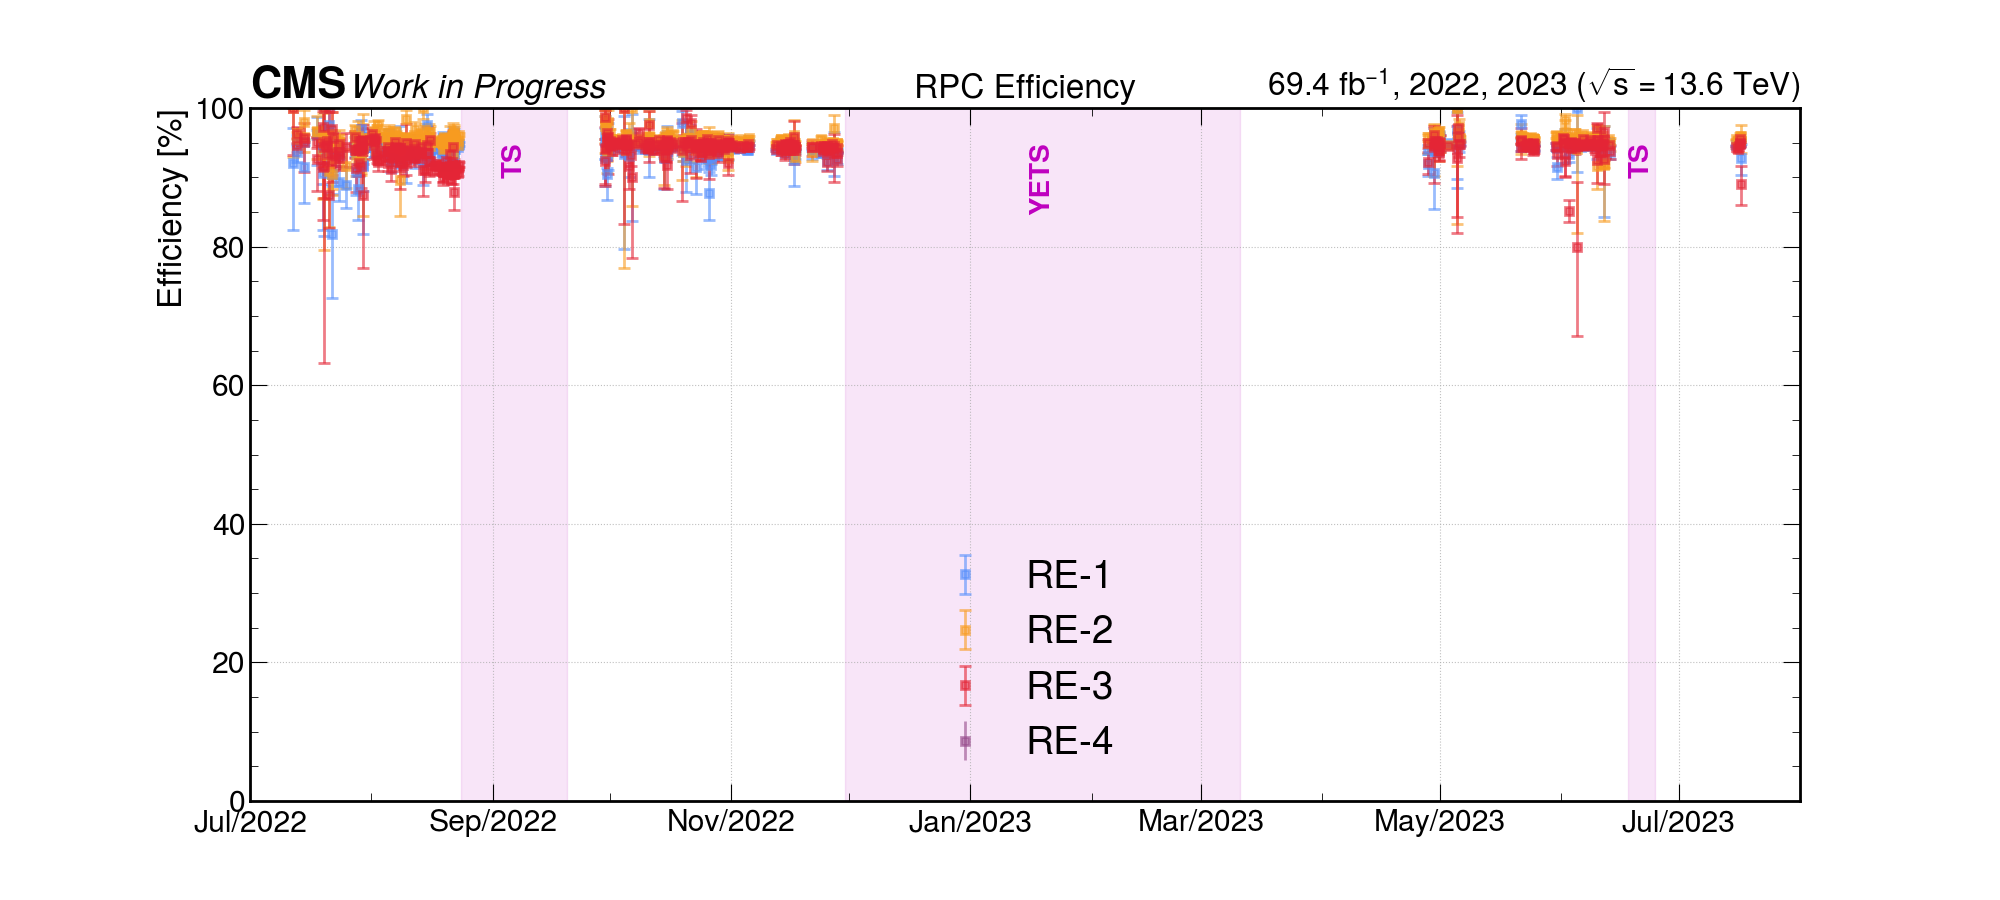 CMS Work in Progress RPC Efficiency 69.4 fb⁻¹, 2022, 2023 (√s = 13.6 TeV)
Efficiency [%]
100
80
60
40
20
0
TS
YETS
TS
RE-1
RE-2
RE-3
RE-4
Jul/2022 Sep/2022 Nov/2022 Jan/2023 Mar/2023 May/2023 Jul/2023